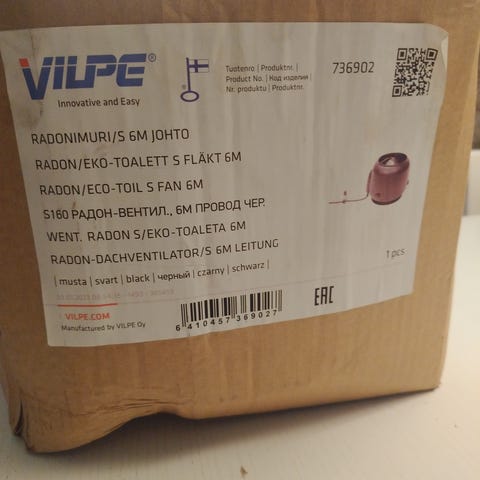 VILPE®
Innovative and Easy
Tuotenro | Produktnr. |
Product No. | Код изделия |
Nr. produktu | Produktnr.
736902
RADONIMURI/S 6M JOHTO
RADON/EKO-TOALETT S FLÄKT 6M
RADON/ECO-TOIL S FAN 6M
S160 РАДОН-ВЕНТИЛ., 6М ПРОВОД ЧЕР.
WENT. RADON S/EKO-TOALETA 6M
RADON-DACHVENTILATOR/S 6M LEITUNG
| musta | svart | black | черный | czarny | schwarz |
1 pcs
VILPE.COM
Manufactured by VILPE Oy
6 410457 369027
EAC